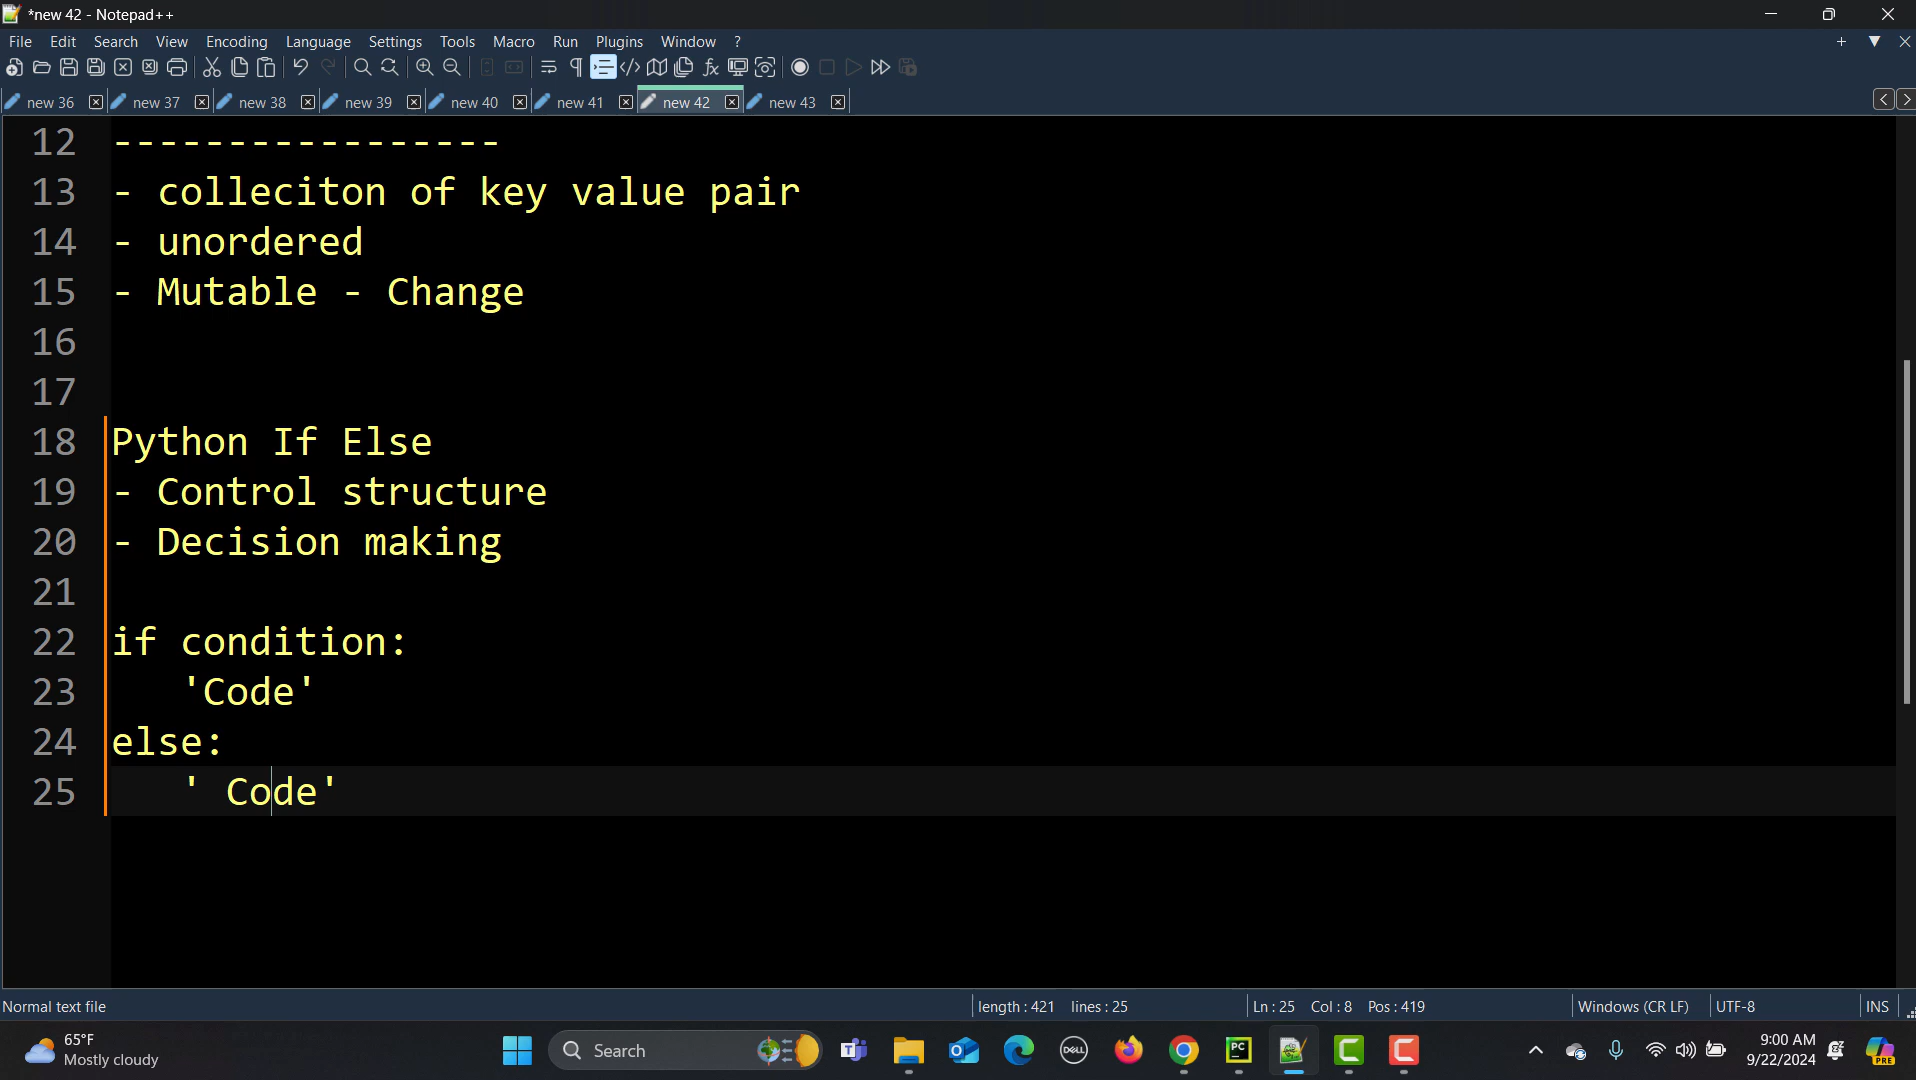 *new 42 - Notepad++
File Edit Search View Encoding Language Settings Tools Macro Run Plugins Window ?
new 36 new 37 new 38 new 39 new 40 new 41 new 42 new 43
12 -----------------
13 - colleciton of key value pair
14 - unordered
15 - Mutable - Change
16
17
18 Python If Else
19 - Control structure
20 - Decision making
21
22 if condition:
23 'Code'
24 else:
25 ' Code'
Normal text file length : 421 lines : 25 Ln : 25 Col : 8 Pos : 419 Windows (CR LF) UTF-8 INS
65°F
Mostly cloudy
Search
DELL
PC
9:00 AM
9/22/2024
PRE